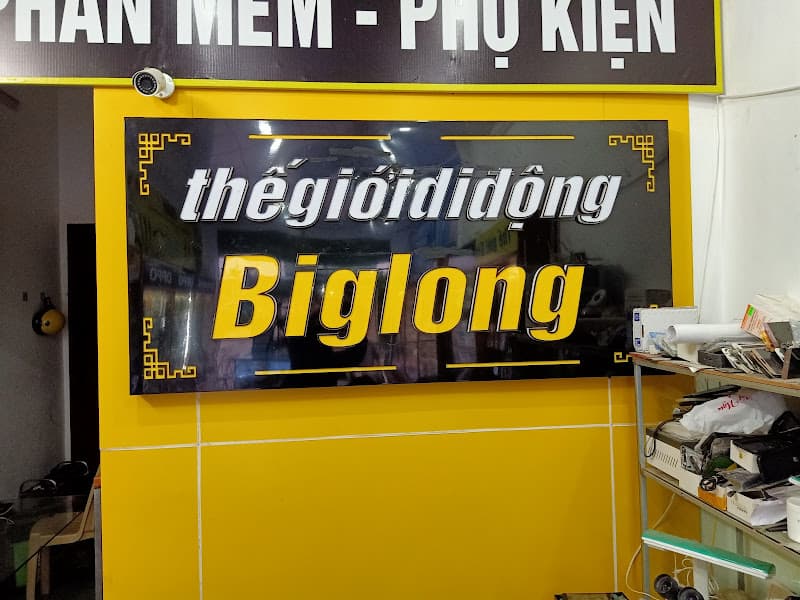 PHẦN MỀM - PHỤ KIỆN
thếgiớididộng
Biglong